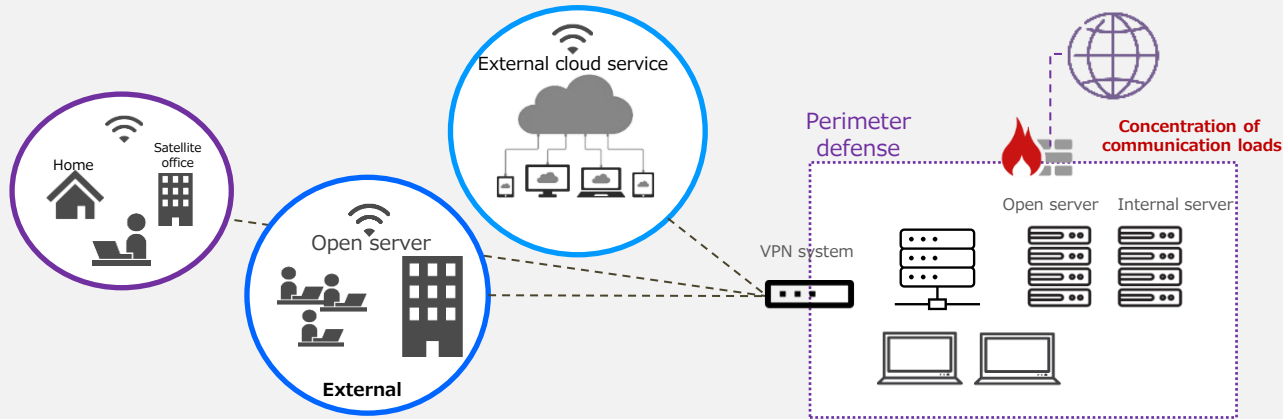 External cloud service
Home
Satellite
office
Open server
External
VPN system
Perimeter
defense
Concentration of
communication loads
Open server
Internal server